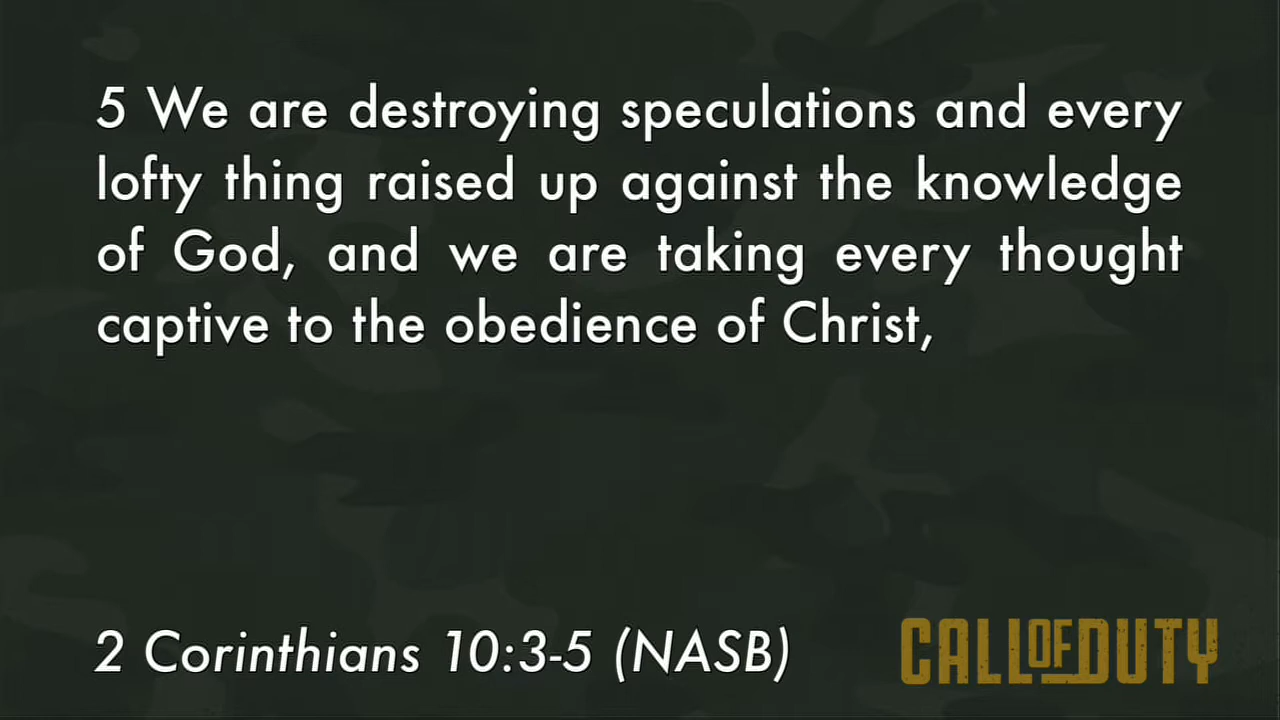 5 We are destroying speculations and every
lofty thing raised up against the knowledge
of God, and we are taking every thought
captive to the obedience of Christ,
2 Corinthians 10:3-5 (NASB)
CALL OF DUTY